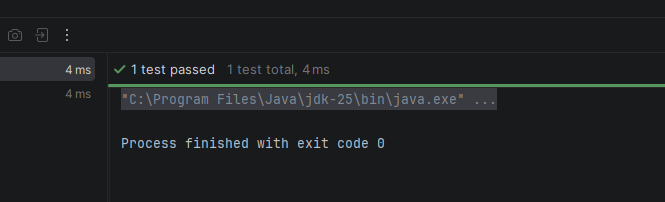 4 ms
1 test passed 1 test total, 4 ms
4 ms
"C:\Program Files\Java\jdk-25\bin\java.exe" ...
Process finished with exit code 0